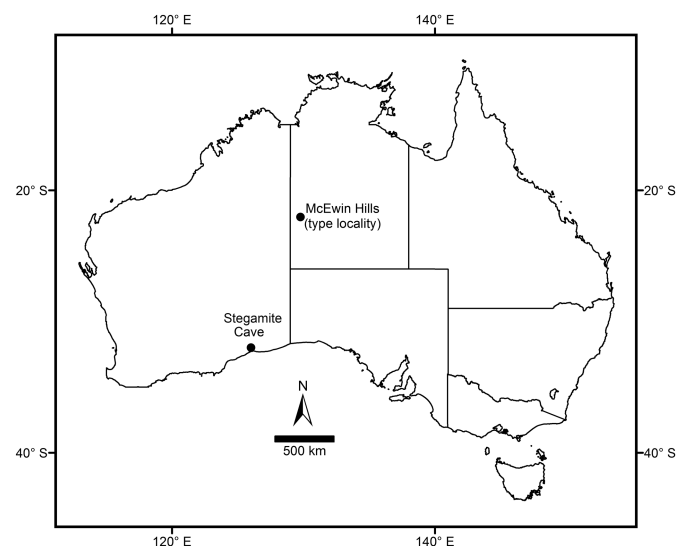 120° E 140° E
20° S 20° S
McEwin Hills
(type locality)
Stegamite
Cave
N
500 km
40° S 40° S
120° E 140° E